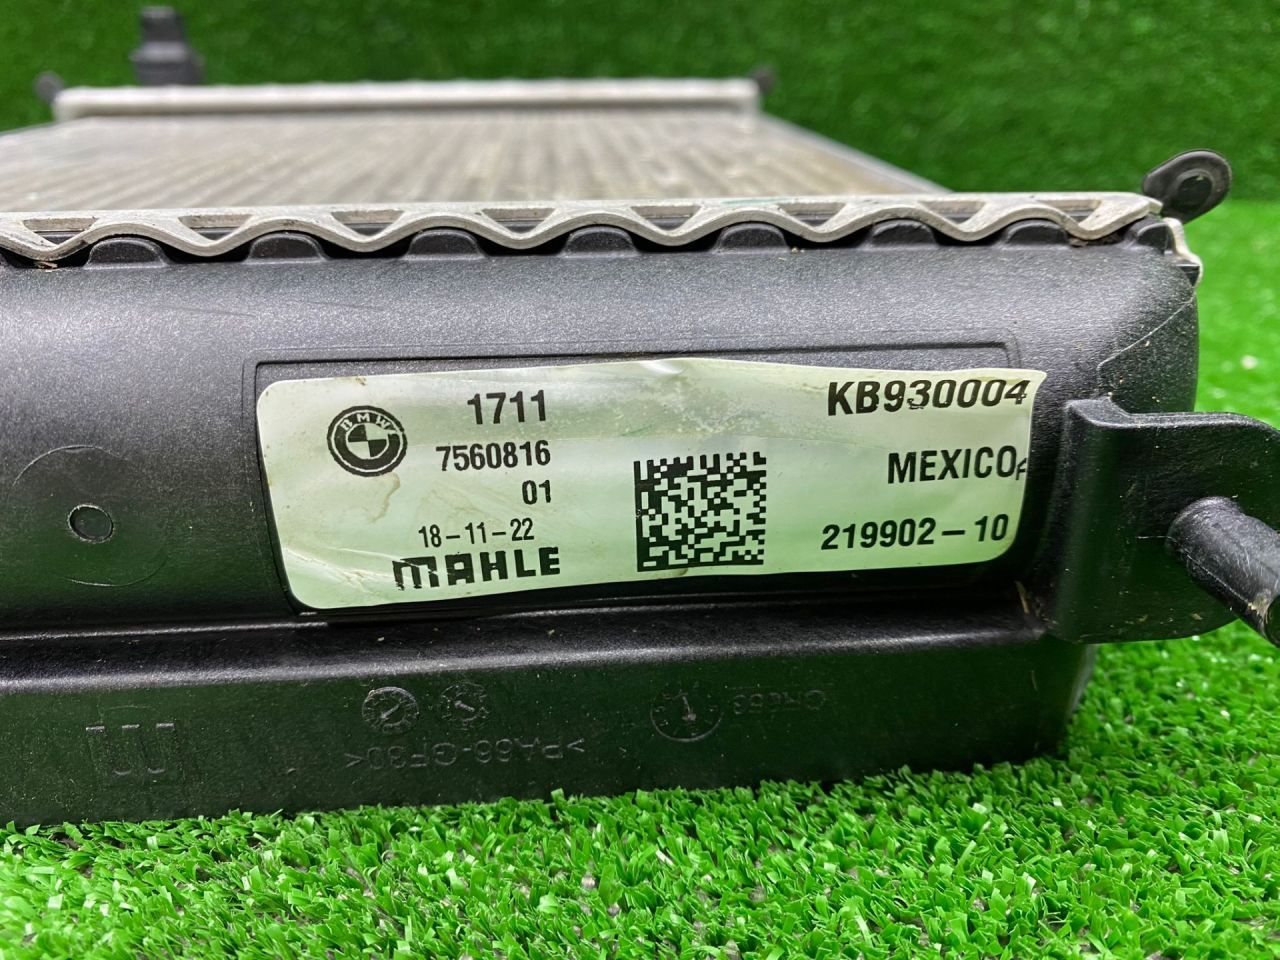 BMW
1711
7560816
01
18-11-22
MAHLE
KB930004
MEXICO
219902-10
>PA66-GF30<